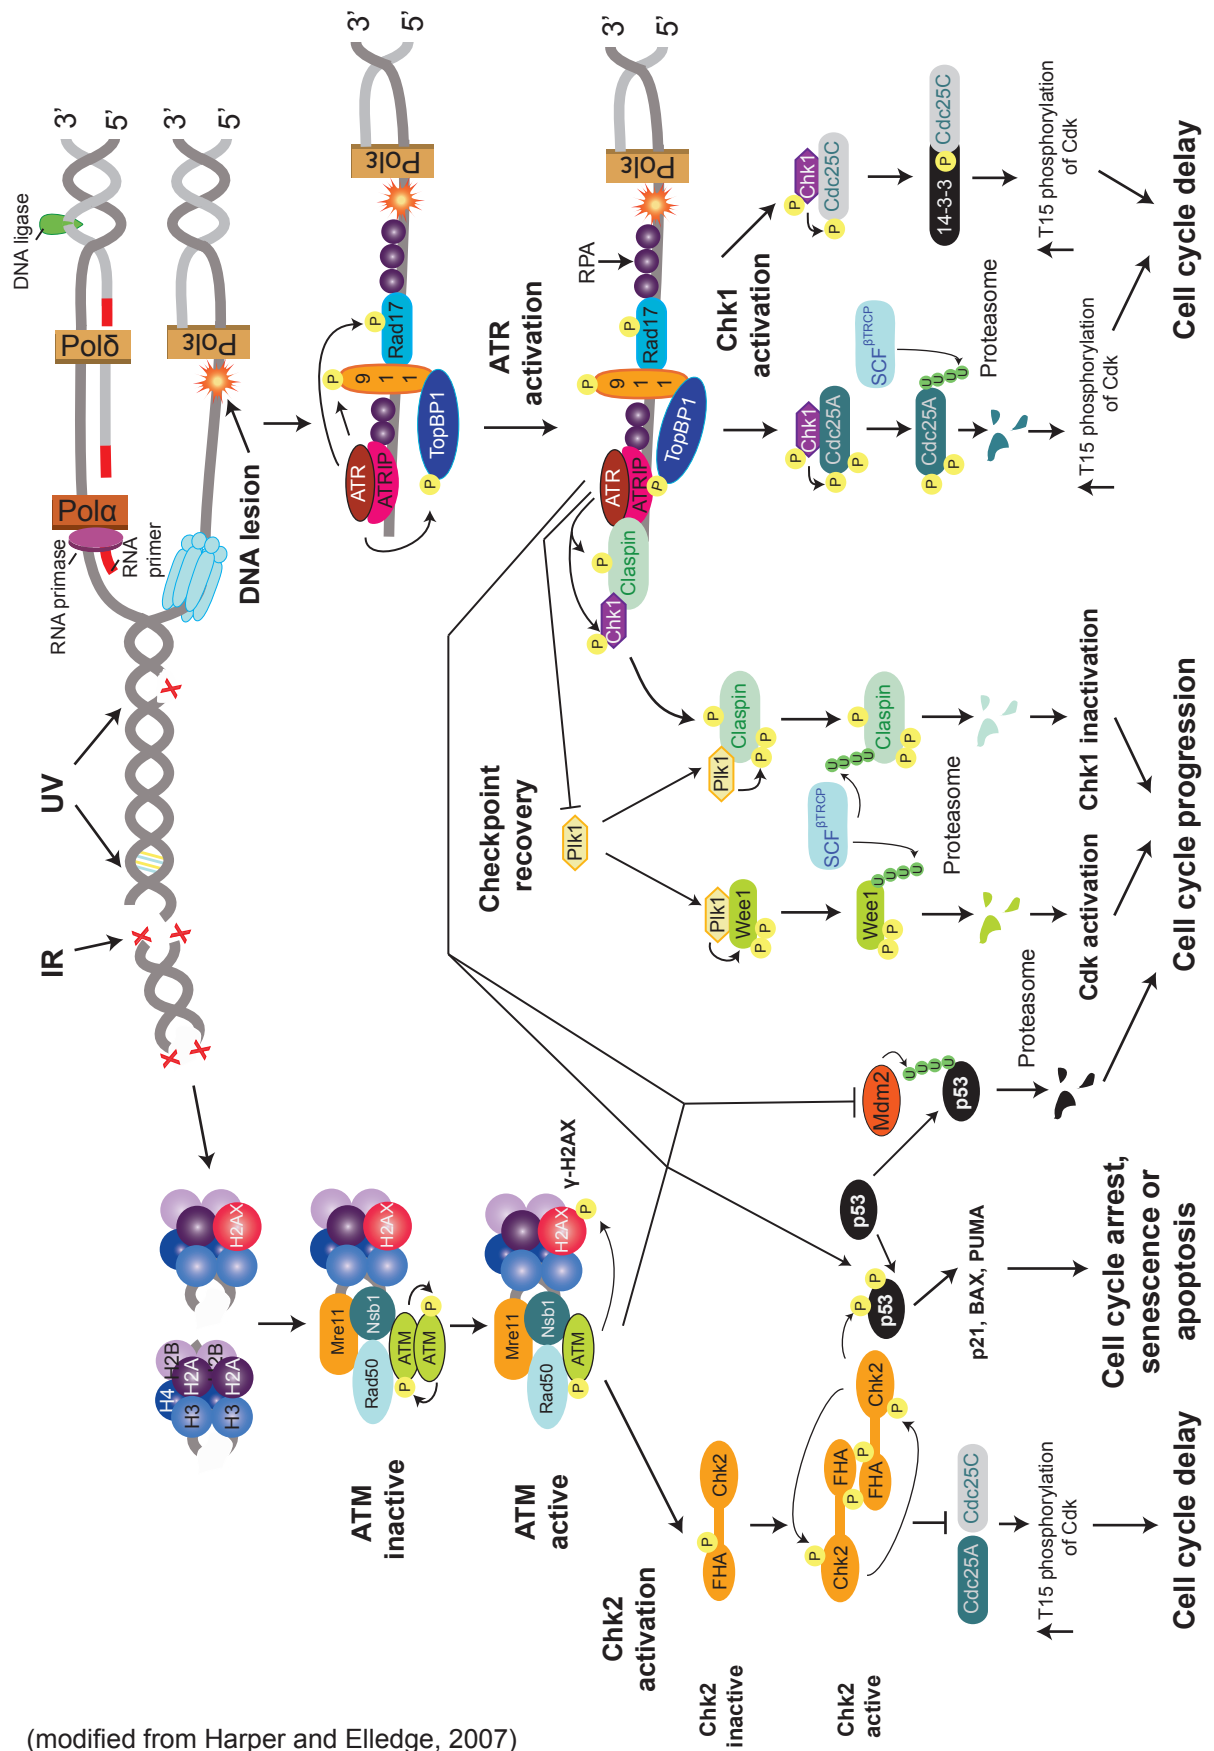 IR
UV
RNA primase
RNA
primer
Polα
Polδ
DNA ligase
3'
5'
3'
5'
Polε
DNA lesion
H2B
H2B
H4
H2A
H2A
H3
H3
H2AX
ATM
inactive
Mre11
Nsb1
Rad50
ATM
ATM
P
P
H2AX
ATM
active
Mre11
Nsb1
Rad50
ATM
P
H2AX
P
γ-H2AX
ATR
ATRIP
9
1
1
P
Rad17
P
TopBP1
P
Polε
3'
5'
ATR
activation
ATR
ATRIP
P
9
1
1
P
Rad17
P
TopBP1
RPA
Polε
3'
5'
Claspin
P
Chk1
P
Chk2
activation
Chk2
inactive
FHA
P
Chk2
Chk2
active
Chk2
P
FHA
P
FHA
P
Chk2
P
Cdc25A
Cdc25C
T15 phosphorylation
of Cdk
Cell cycle delay
p53
P
P
p53
p21, BAX, PUMA
Cell cycle arrest,
senescence or
apoptosis
Mdm2
U
U
U
U
p53
Proteasome
Checkpoint
recovery
Plk1
Plk1
Wee1
P
P
Plk1
Claspin
P
P
P
SCFβTRCP
Wee1
P
P
U
U
U
U
Claspin
P
P
P
U
U
U
U
Proteasome
Cdk activation
Chk1 inactivation
Cell cycle progression
Chk1
activation
Chk1
P
Cdc25A
P
P
SCFβTRCP
Cdc25A
P
P
U
U
U
U
Proteasome
T15 phosphorylation
of Cdk
Chk1
P
Cdc25C
P
14-3-3
P
Cdc25C
T15 phosphorylation
of Cdk
Cell cycle delay
(modified from Harper and Elledge, 2007)